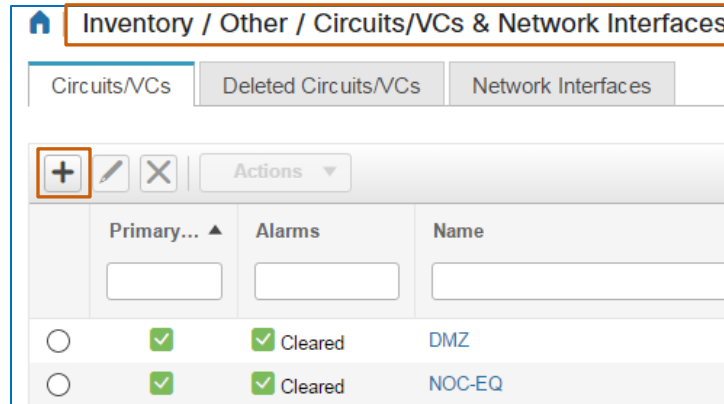 Inventory / Other / Circuits/VCs & Network Interfaces
Circuits/VCs Deleted Circuits/VCs Network Interfaces
Actions
Primary... Alarms Name
Cleared DMZ
Cleared NOC-EQ